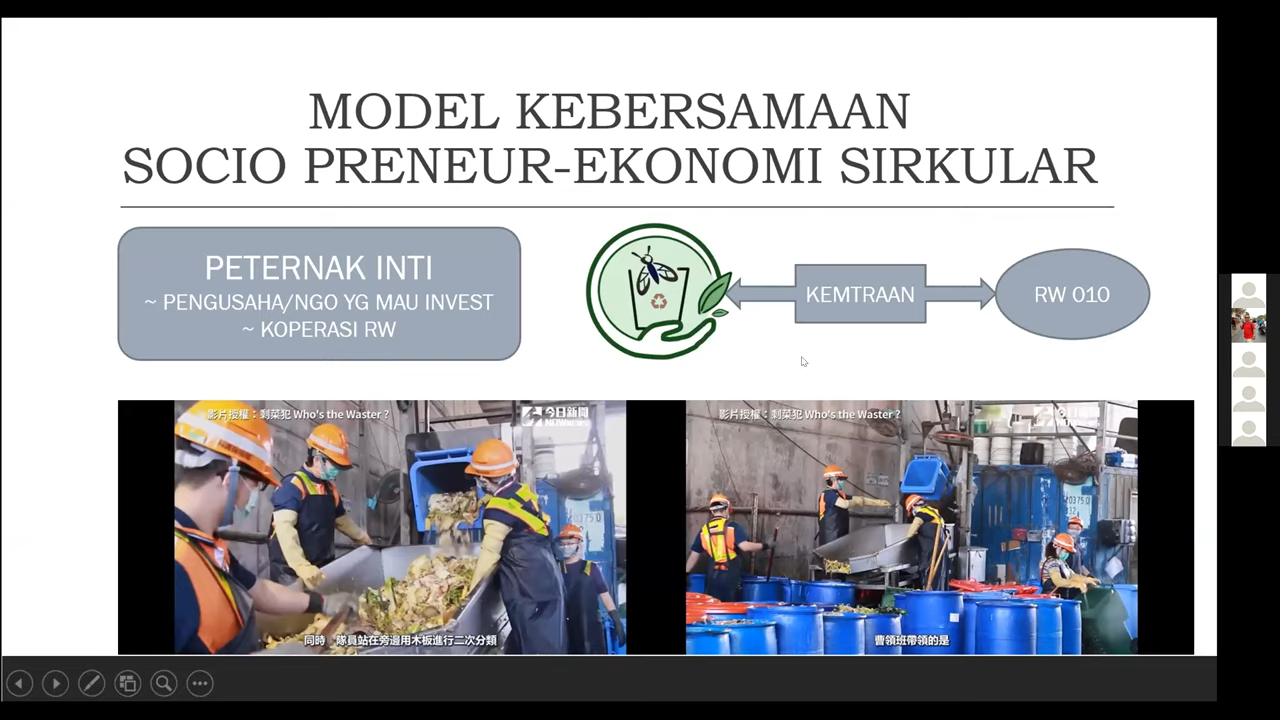 MODEL KEBERSAMAAN
SOCIO PRENEUR-EKONOMI SIRKULAR
PETERNAK INTI
~ PENGUSAHA/NGO YG MAU INVEST
~ KOPERASI RW
KEMTRAAN
RW 010
影片授權：剩菜犯 Who's the Waster ?
今日新聞
NOWnews
同時 隊員站在旁邊用木板進行二次分類
影片授權：剩菜犯 Who's the Waster ?
今日新聞
NOWnews
曹領班帶領的是